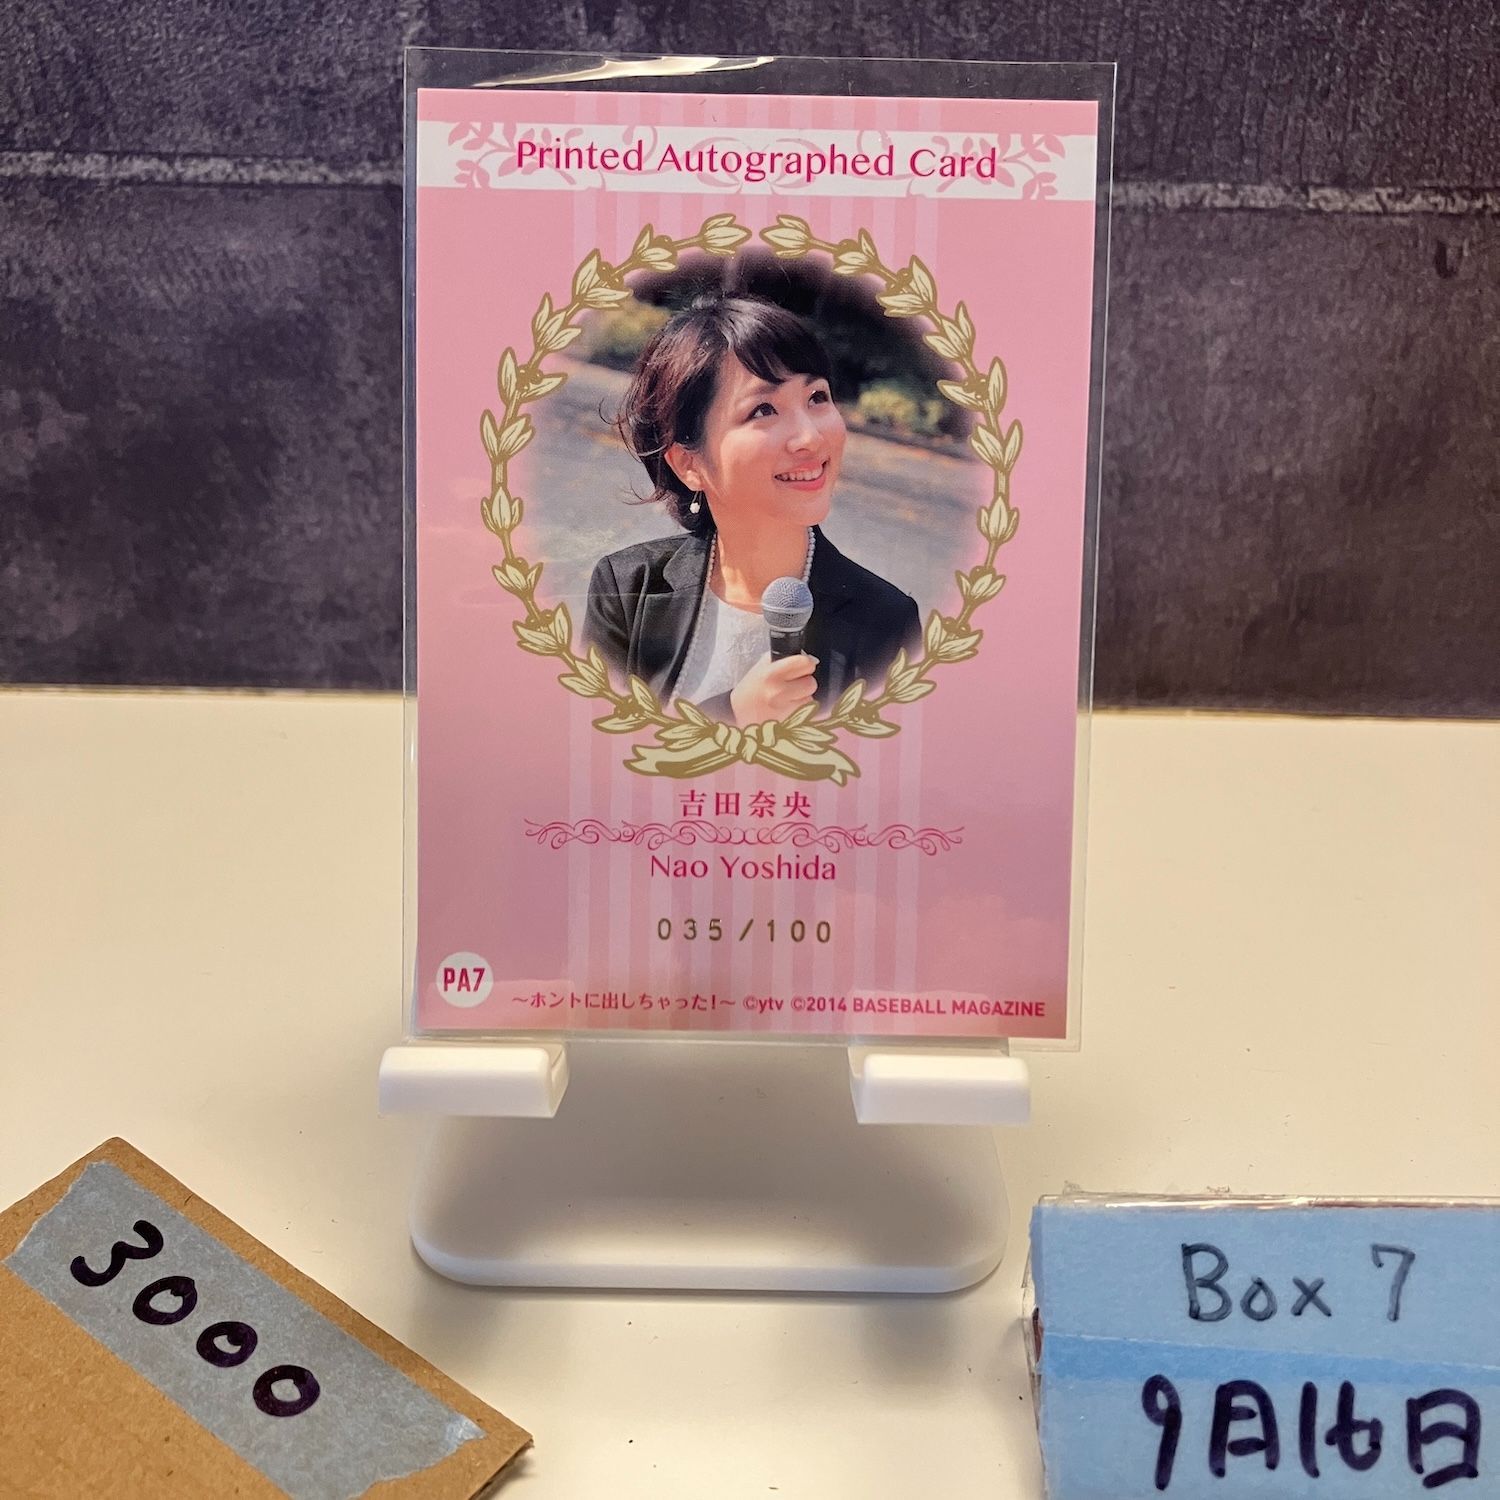 Printed Autographed Card
吉田奈央
Nao Yoshida
035/100
PA7
～ホントに出しちゃった!～ ©ytv ©2014 BASEBALL MAGAZINE
3000
Box 7
9月16日